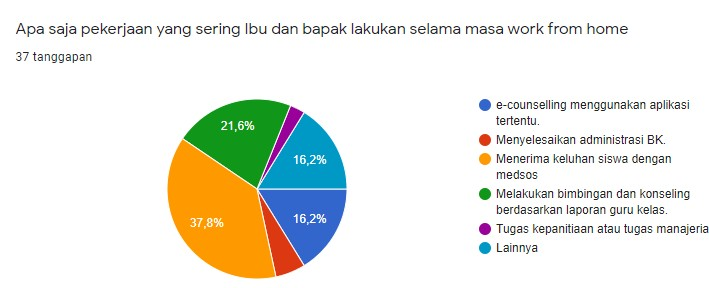 Apa saja pekerjaan yang sering Ibu dan bapak lakukan selama masa work from home
37 tanggapan
21,6%
16,2%
37,8%
16,2%
e-counselling menggunakan aplikasi
tertentu.
Menyelesaikan administrasi BK.
Menerima keluhan siswa dengan
medsos
Melakukan bimbingan dan konseling
berdasarkan laporan guru kelas.
Tugas kepanitiaan atau tugas manajeria
Lainnya